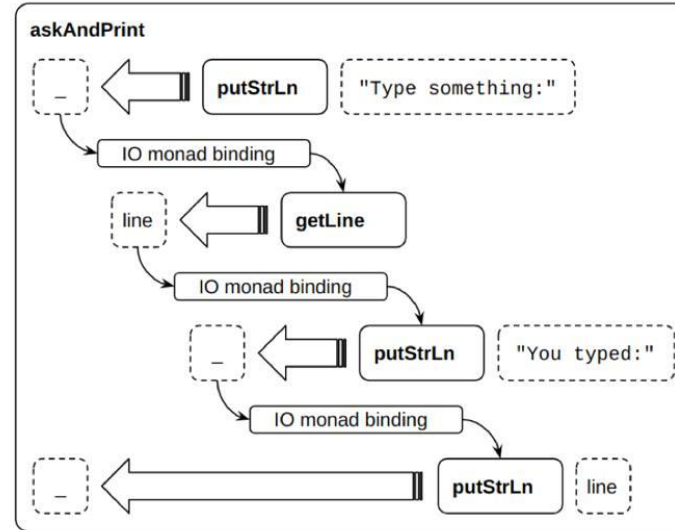 askAndPrint
_ putStrLn "Type something:"
IO monad binding
line getLine
IO monad binding
_ putStrLn "You typed:"
IO monad binding
_ putStrLn line